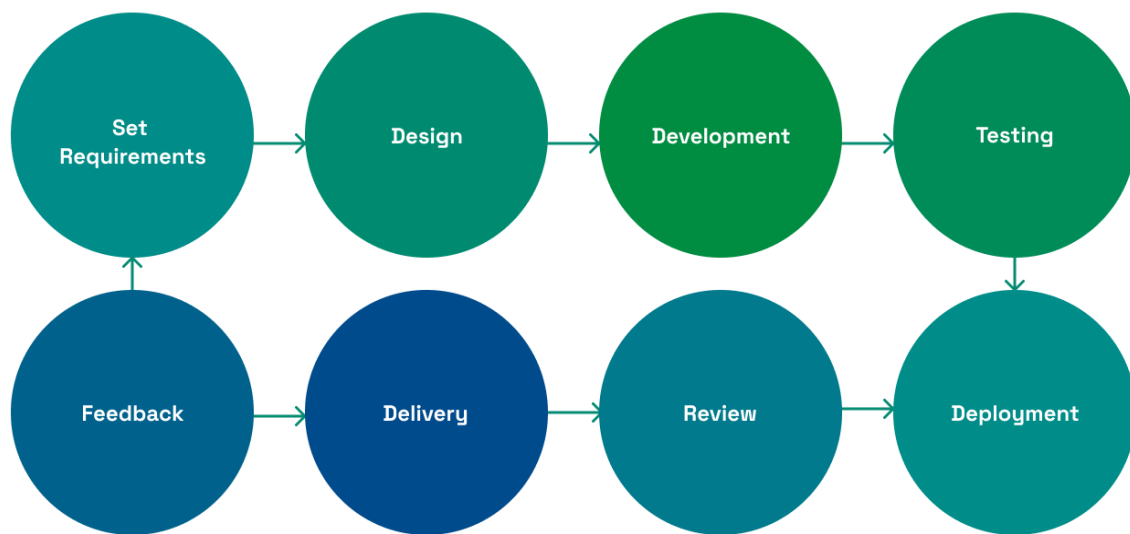 Set
Requirements
Design
Development
Testing
Feedback
Delivery
Review
Deployment